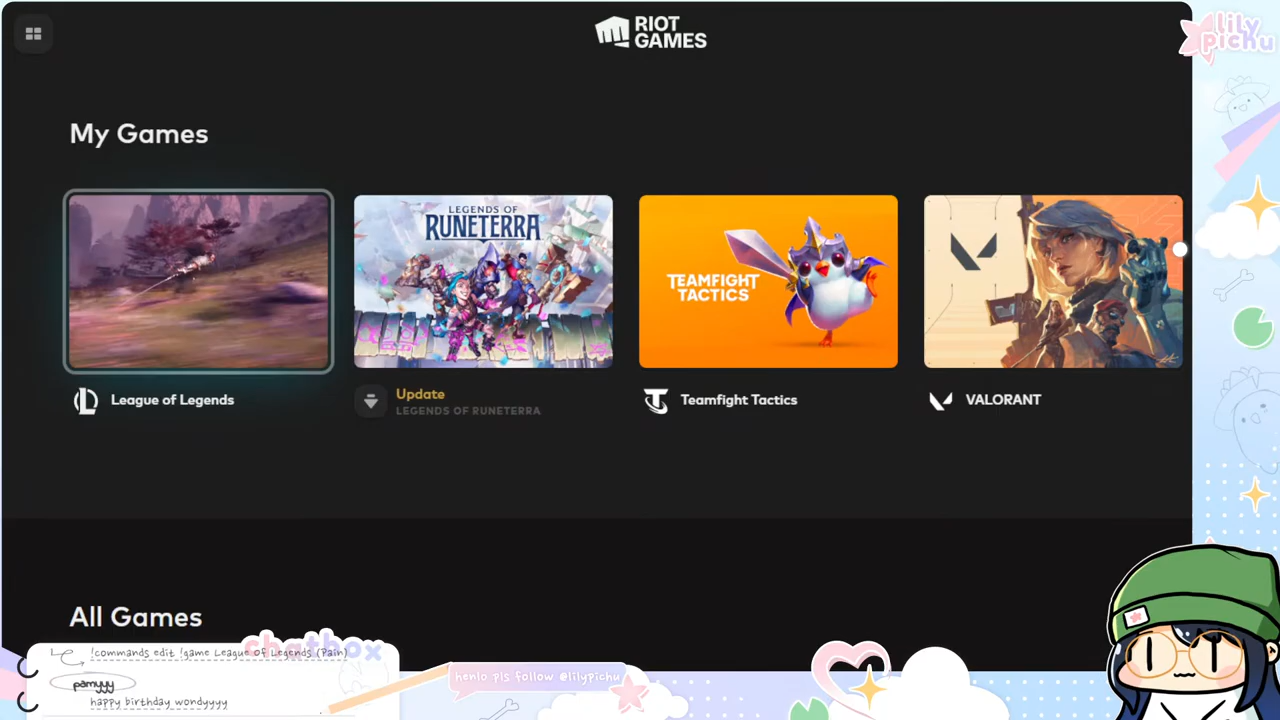 RIOT
GAMES
lily
pichu
My Games
LEGENDS OF
RUNETERRA
TEAMFIGHT
TACTICS
League of Legends
Update
LEGENDS OF RUNETERRA
Teamfight Tactics
VALORANT
All Games
chatbox
!commands edit !game League of Legends (Pain)
pamyyy
happy birthday wondyyyy
henlo pls follow @lilypichu